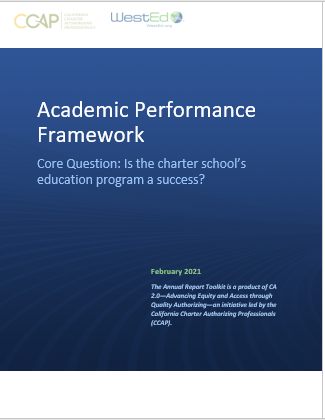 CCAP
WestEd
WestEd.org
Academic Performance
Framework
Core Question: Is the charter school's
education program a success?
February 2021
The Annual Report Toolkit is a product of CA
2.0—Advancing Equity and Access through
Quality Authorizing—an initiative led by the
California Charter Authorizing Professionals
(CCAP).